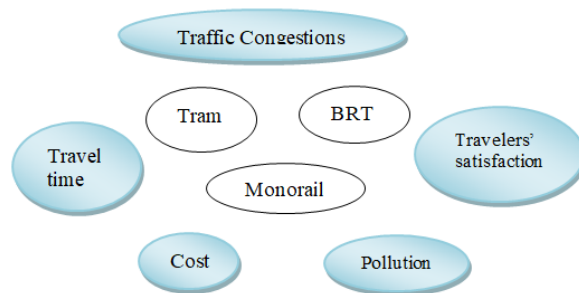 Traffic Congestions
Tram
BRT
Travel
time
Travelers'
satisfaction
Monorail
Cost
Pollution